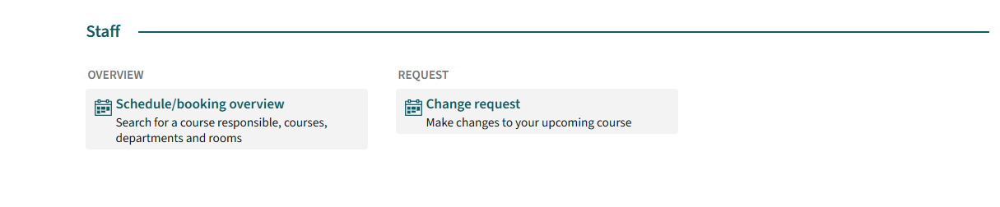 Staff
OVERVIEW
Schedule/booking overview
Search for a course responsible, courses,
departments and rooms
REQUEST
Change request
Make changes to your upcoming course